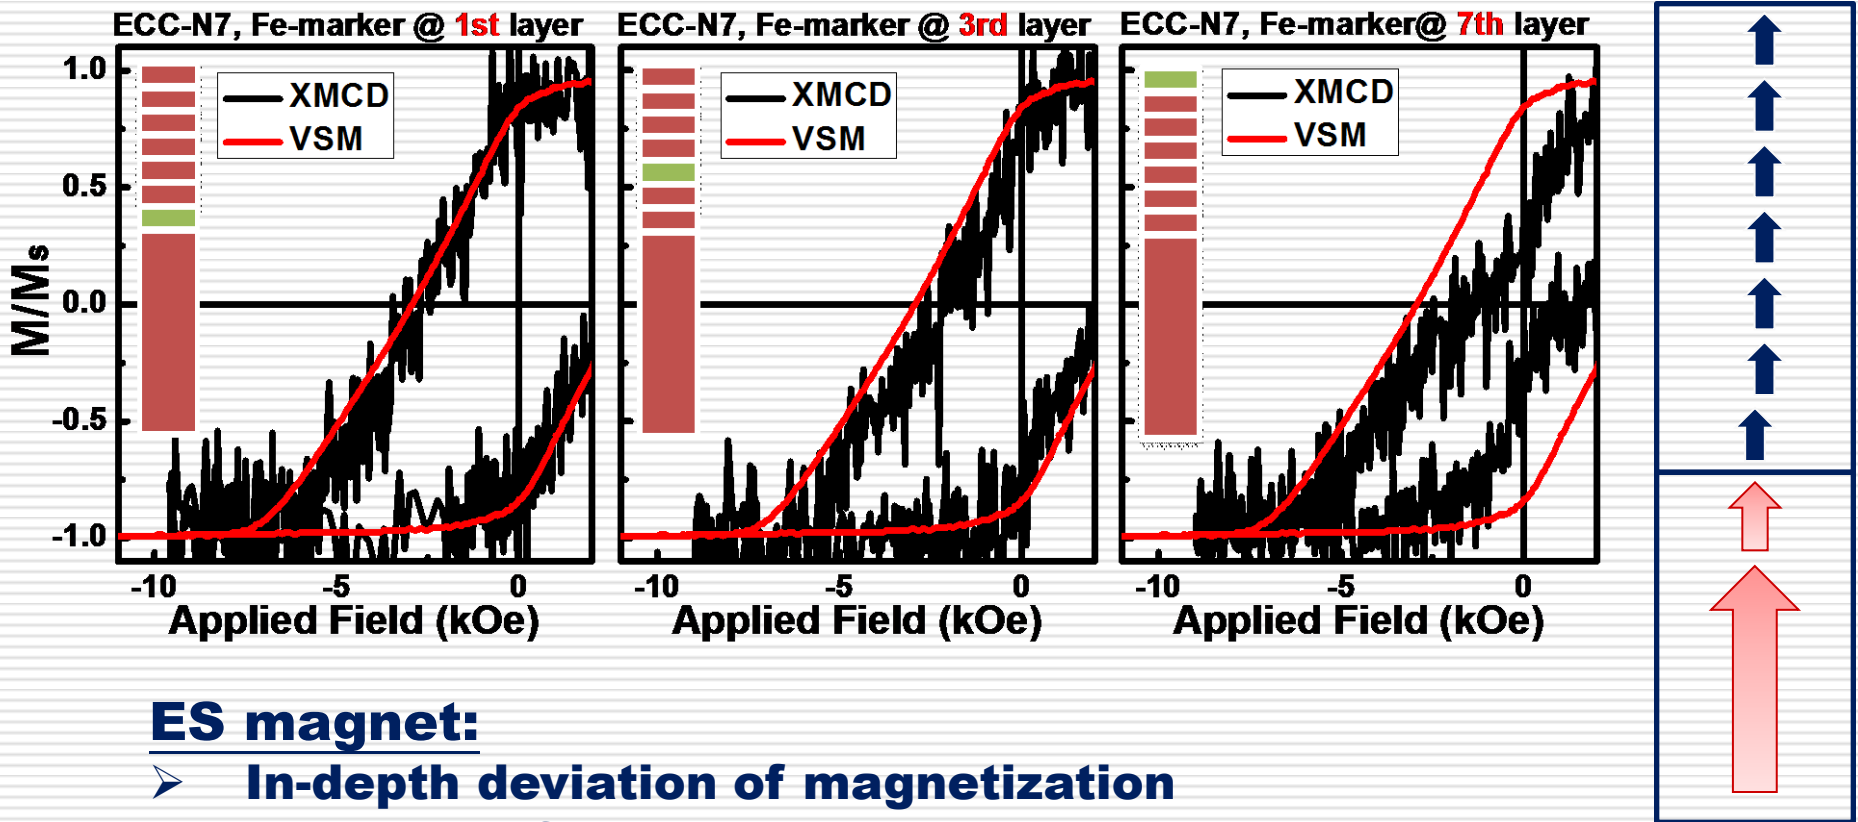 ECC-N7, Fe-marker @ 1st layer
ECC-N7, Fe-marker @ 3rd layer
ECC-N7, Fe-marker@ 7th layer
XMCD
VSM
XMCD
VSM
XMCD
VSM
M/Ms
1.0
0.5
0.0
-0.5
-1.0
-10 -5 0
-10 -5 0
-10 -5 0
Applied Field (kOe)
Applied Field (kOe)
Applied Field (kOe)
ES magnet:
➢ In-depth deviation of magnetization